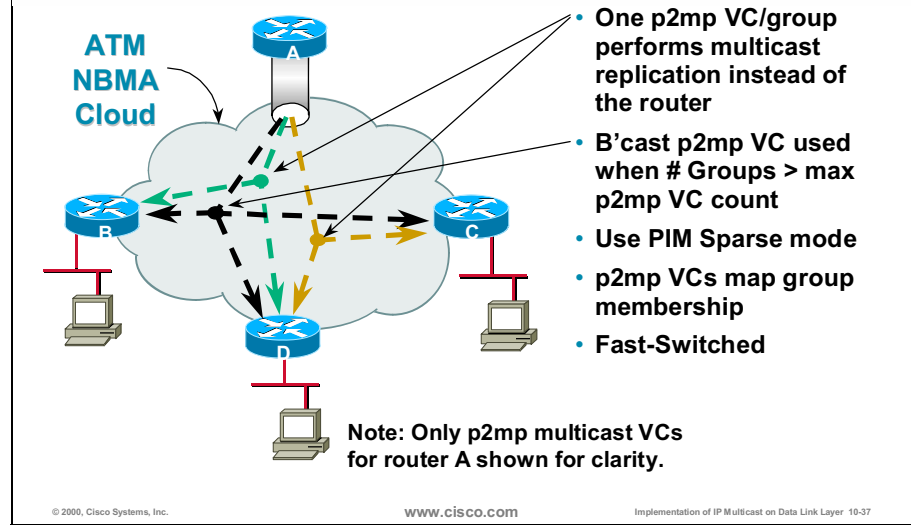 ATM
NBMA
Cloud
A
B
C
D
• One p2mp VC/group
performs multicast
replication instead of
the router
• B’cast p2mp VC used
when # Groups > max
p2mp VC count
• Use PIM Sparse mode
• p2mp VCs map group
membership
• Fast-Switched
Note: Only p2mp multicast VCs
for router A shown for clarity.
© 2000, Cisco Systems, Inc.
www.cisco.com
Implementation of IP Multicast on Data Link Layer 10-37